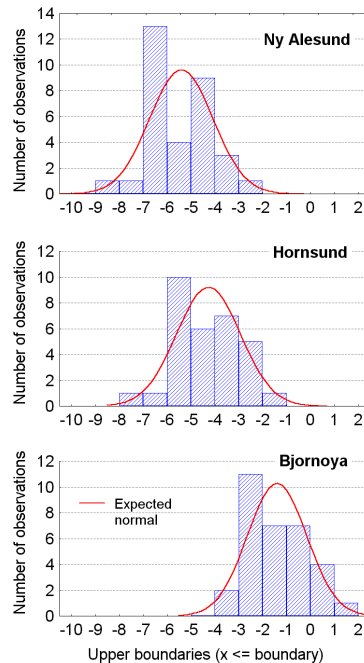 Ny Alesund
Number of observations
14
12
10
8
6
4
2
0
-10 -9 -8 -7 -6 -5 -4 -3 -2 -1 0 1 2
Hornsund
Number of observations
12
10
8
6
4
2
0
-10 -9 -8 -7 -6 -5 -4 -3 -2 -1 0 1 2
Bjornoya
Number of observations
12
10
8
6
4
2
0
Expected
normal
-10 -9 -8 -7 -6 -5 -4 -3 -2 -1 0 1 2
Upper boundaries (x <= boundary)